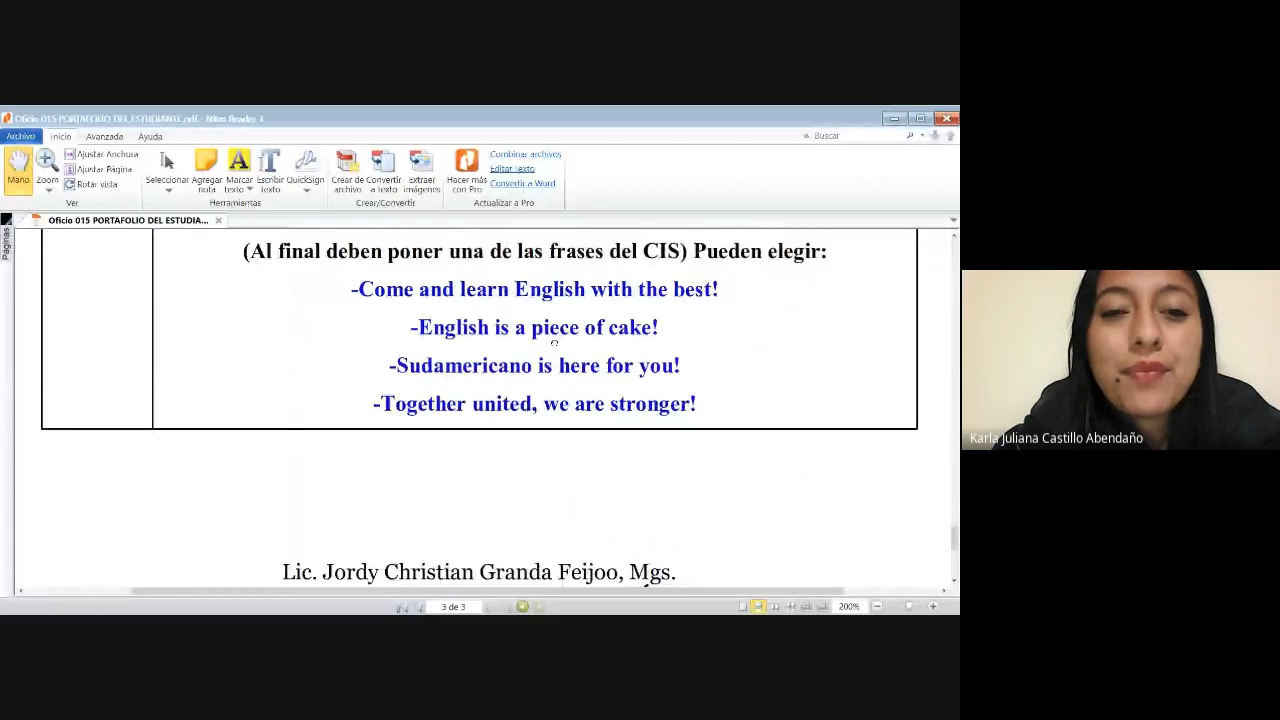 Oficio 015 PORTAFOLIO DEL ESTUDIANTE.pdf - Nitro Reader 3
Archivo Inicio Avanzada Ayuda Buscar
Mano
Zoom
Ajustar Anchura
Ajustar Página
Rotar vista
Ver
Seleccionar
Agregar nota
Marcar texto
Escribir texto
QuickSign
Herramientas
Crear de archivo
Convertir a texto
Extraer imágenes
Crear/Convertir
Hacer más con Pro
Combinar archivos
Editar Texto
Convertir a Word
Actualizar a Pro
Oficio 015 PORTAFOLIO DEL ESTUDIA...
Páginas
(Al final deben poner una de las frases del CIS) Pueden elegir:
-Come and learn English with the best!
-English is a piece of cake!
-Sudamericano is here for you!
-Together united, we are stronger!
Lic. Jordy Christian Granda Feijoo, Mgs.
3 de 3
200%
Karla Juliana Castillo Abendaño